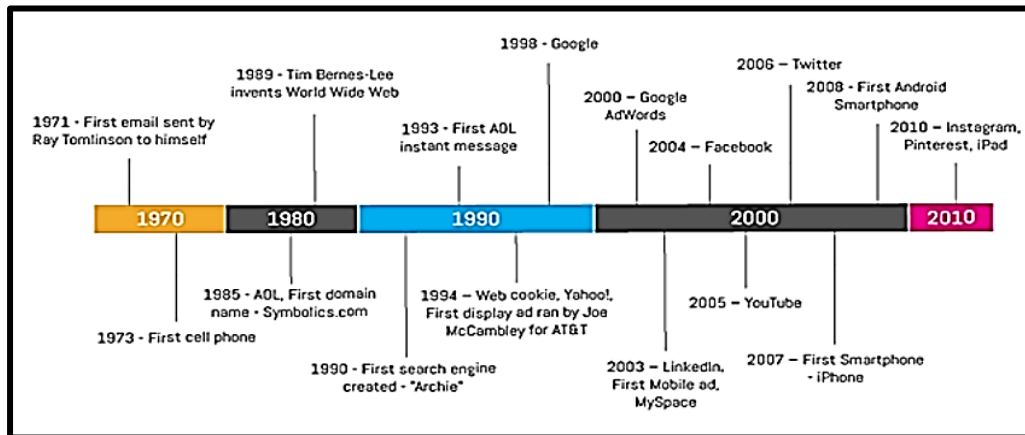 1998 - Google
1989 - Tim Bernes-Lee
invents World Wide Web
2006 – Twitter
2008 - First Android
Smartphone
2000 – Google
AdWords
1971 - First email sent by
Ray Tomlinson to himself
1993 – First AOL
instant message
2010 – Instagram,
Pinterest, iPad
2004 – Facebook
1970
1980
1990
2000
2010
1985 - AOL, First domain
name - Symbolics.com
1994 – Web cookie, Yahoo!,
First display ad ran by Joe
McCambley for AT&T
2005 – YouTube
1973 - First cell phone
1990 - First search engine
created - "Archie"
2003 – LinkedIn,
First Mobile ad,
MySpace
2007 – First Smartphone
- iPhone